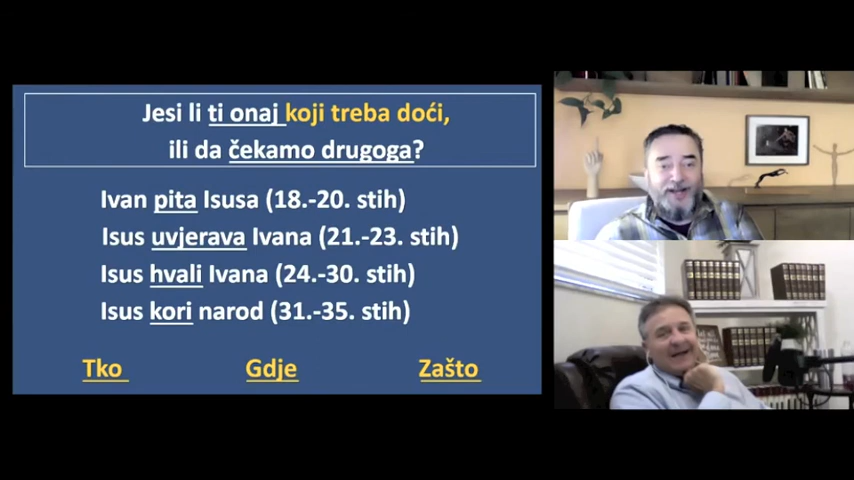 Jesi li ti onaj koji treba doći,
ili da čekamo drugoga?
Ivan pita Isusa (18.-20. stih)
Isus uvjerava Ivana (21.-23. stih)
Isus hvali Ivana (24.-30. stih)
Isus kori narod (31.-35. stih)
Tko Gdje Zašto